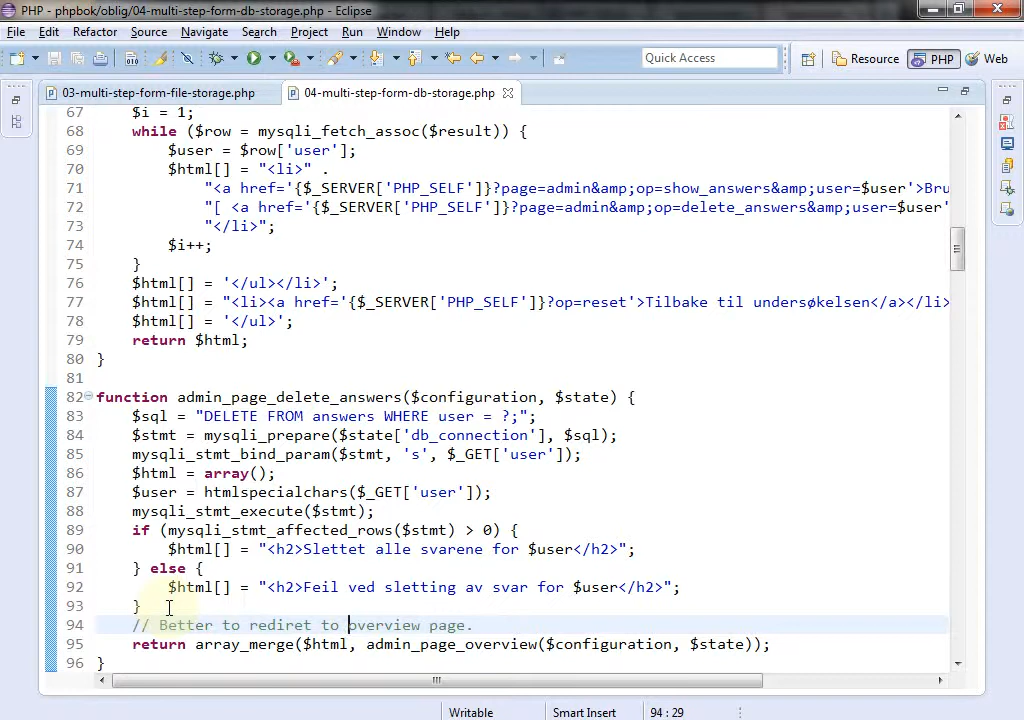 PHP - phpbok/oblig/04-multi-step-form-db-storage.php - Eclipse
File Edit Refactor Source Navigate Search Project Run Window Help
Quick Access Resource PHP Web
03-multi-step-form-file-storage.php 04-multi-step-form-db-storage.php
67 $i = 1;
68 while ($row = mysqli_fetch_assoc($result)) {
69 $user = $row['user'];
70 $html[] = "<li>" .
71 "<a href='{$_SERVER['PHP_SELF']}?page=admin&amp;op=show_answers&amp;user=$user'>Bru
72 "[ <a href='{$_SERVER['PHP_SELF']}?page=admin&amp;op=delete_answers&amp;user=$user'
73 "</li>";
74 $i++;
75 }
76 $html[] = '</ul></li>';
77 $html[] = "<li><a href='{$_SERVER['PHP_SELF']}?op=reset'>Tilbake til undersøkelsen</a></li>
78 $html[] = '</ul>';
79 return $html;
80 }
81
82 function admin_page_delete_answers($configuration, $state) {
83 $sql = "DELETE FROM answers WHERE user = ?;";
84 $stmt = mysqli_prepare($state['db_connection'], $sql);
85 mysqli_stmt_bind_param($stmt, 's', $_GET['user']);
86 $html = array();
87 $user = htmlspecialchars($_GET['user']);
88 mysqli_stmt_execute($stmt);
89 if (mysqli_stmt_affected_rows($stmt) > 0) {
90 $html[] = "<h2>Slettet alle svarene for $user</h2>";
91 } else {
92 $html[] = "<h2>Feil ved sletting av svar for $user</h2>";
93 }
94 // Better to rediret to overview page.
95 return array_merge($html, admin_page_overview($configuration, $state));
96 }
Writable Smart Insert 94 : 29